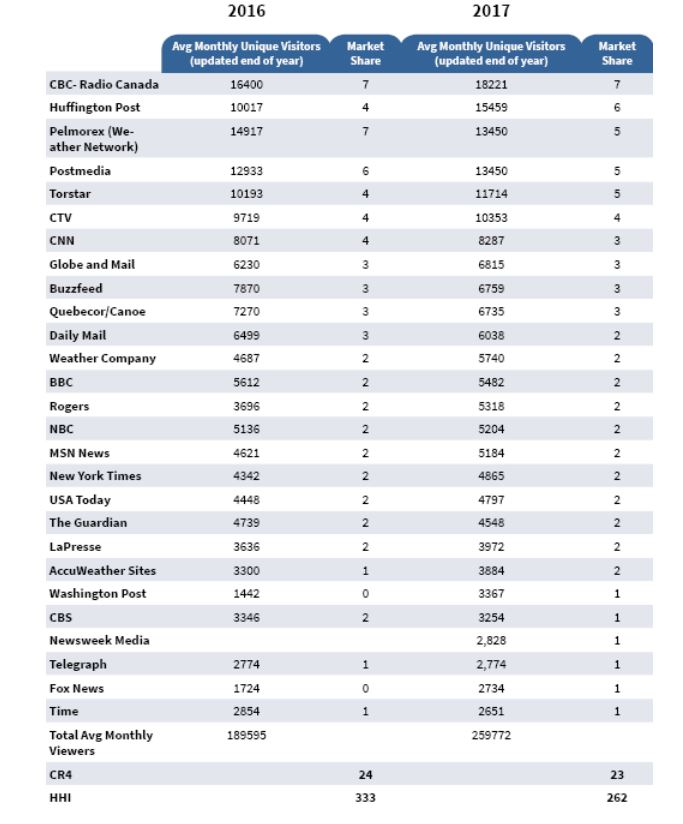 2016 2017
Avg Monthly Unique Visitors Market Avg Monthly Unique Visitors Market
(updated end of year) Share (updated end of year) Share
CBC- Radio Canada 16400 7 18221 7
Huffington Post 10017 4 15459 6
Pelmorex (We- 14917 7 13450 5
ather Network)
Postmedia 12933 6 13450 5
Torstar 10193 4 11714 5
CTV 9719 4 10353 4
CNN 8071 4 8287 3
Globe and Mail 6230 3 6815 3
Buzzfeed 7870 3 6759 3
Quebecor/Canoe 7270 3 6735 3
Daily Mail 6499 3 6038 2
Weather Company 4687 2 5740 2
BBC 5612 2 5482 2
Rogers 3696 2 5318 2
NBC 5136 2 5204 2
MSN News 4621 2 5184 2
New York Times 4342 2 4865 2
USA Today 4448 2 4797 2
The Guardian 4739 2 4548 2
LaPresse 3636 2 3972 2
AccuWeather Sites 3300 1 3884 2
Washington Post 1442 0 3367 1
CBS 3346 2 3254 1
Newsweek Media 2,828 1
Telegraph 2774 1 2,774 1
Fox News 1724 0 2734 1
Time 2854 1 2651 1
Total Avg Monthly 189595 259772
Viewers
CR4 24 23
HHI 333 262